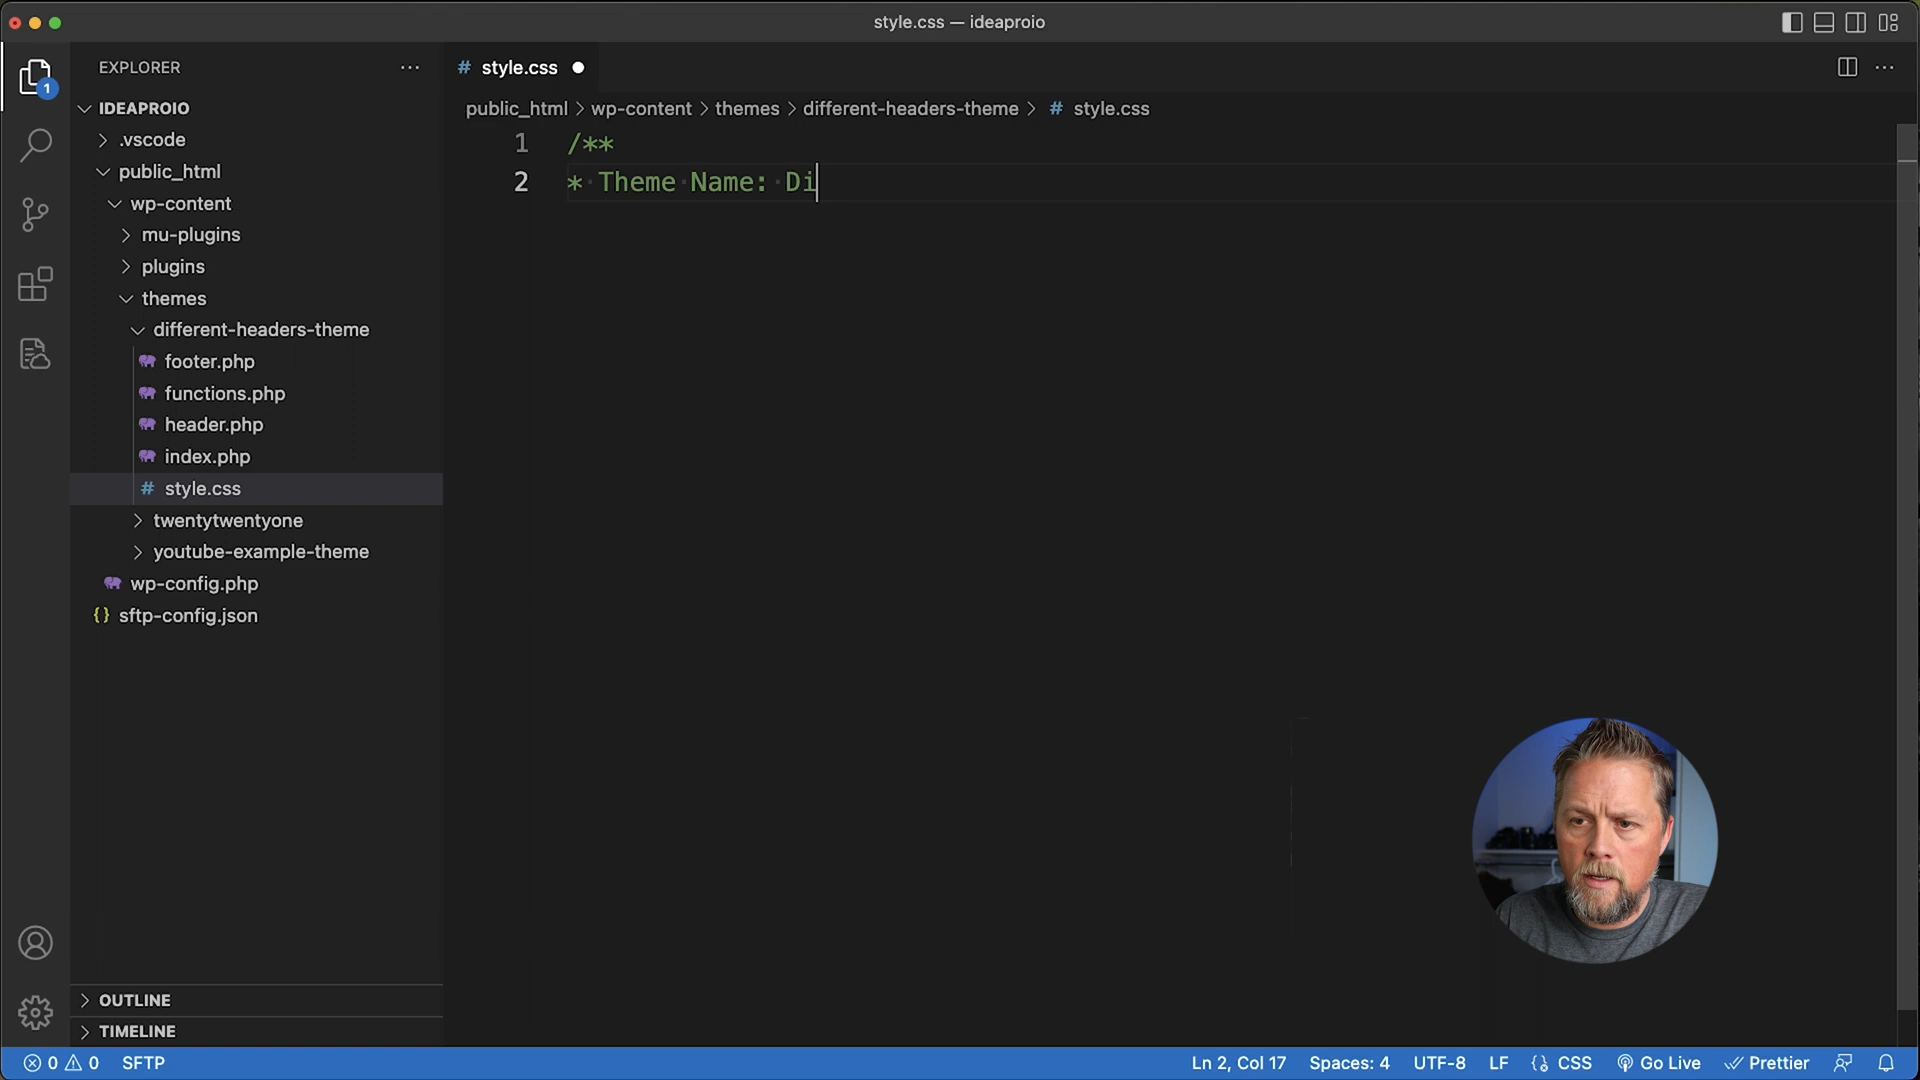 style.css — ideaproio
EXPLORER
1
IDEAPROIO
.vscode
public_html
wp-content
mu-plugins
plugins
themes
different-headers-theme
footer.php
functions.php
header.php
index.php
# style.css
twentytwentyone
youtube-example-theme
wp-config.php
{} sftp-config.json
OUTLINE
TIMELINE
# style.css
public_html > wp-content > themes > different-headers-theme > # style.css
1 /**
2 * Theme Name: Di
0 0 SFTP
Ln 2, Col 17 Spaces: 4 UTF-8 LF CSS Go Live Prettier